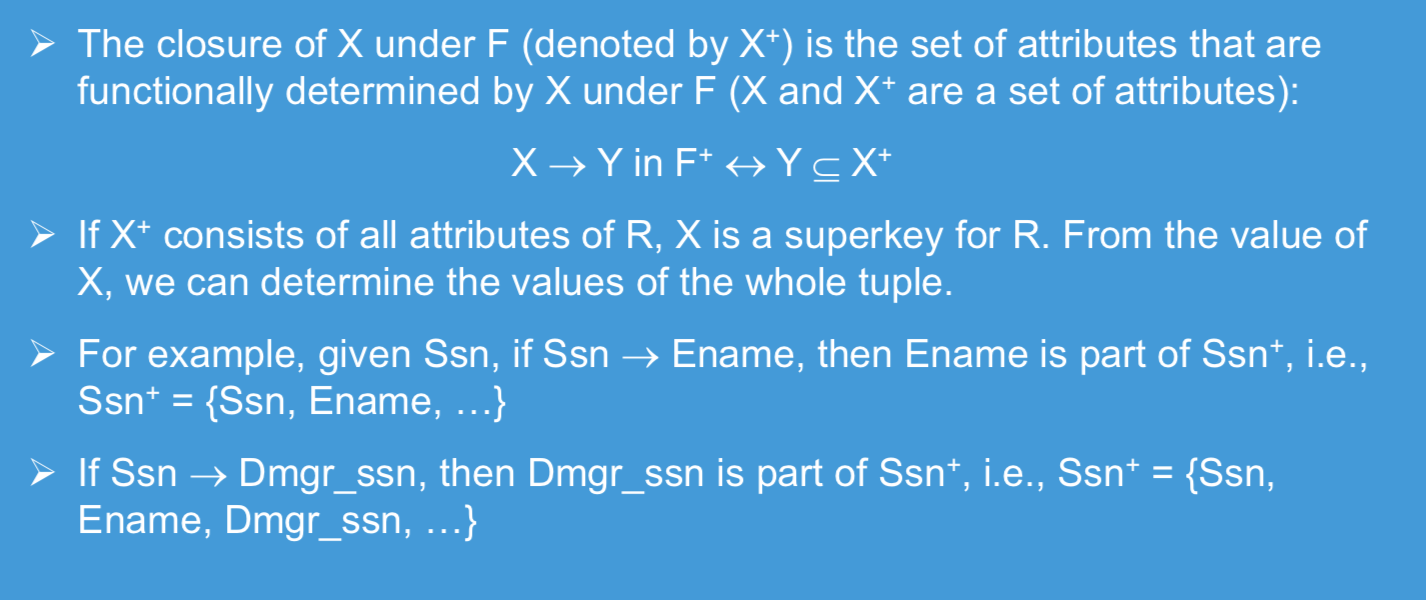 ➢ The closure of X under F (denoted by X⁺) is the set of attributes that are
functionally determined by X under F (X and X⁺ are a set of attributes):
X → Y in F⁺ ↔ Y ⊆ X⁺
➢ If X⁺ consists of all attributes of R, X is a superkey for R. From the value of
X, we can determine the values of the whole tuple.
➢ For example, given Ssn, if Ssn → Ename, then Ename is part of Ssn⁺, i.e.,
Ssn⁺ = {Ssn, Ename, …}
➢ If Ssn → Dmgr_ssn, then Dmgr_ssn is part of Ssn⁺, i.e., Ssn⁺ = {Ssn,
Ename, Dmgr_ssn, …}